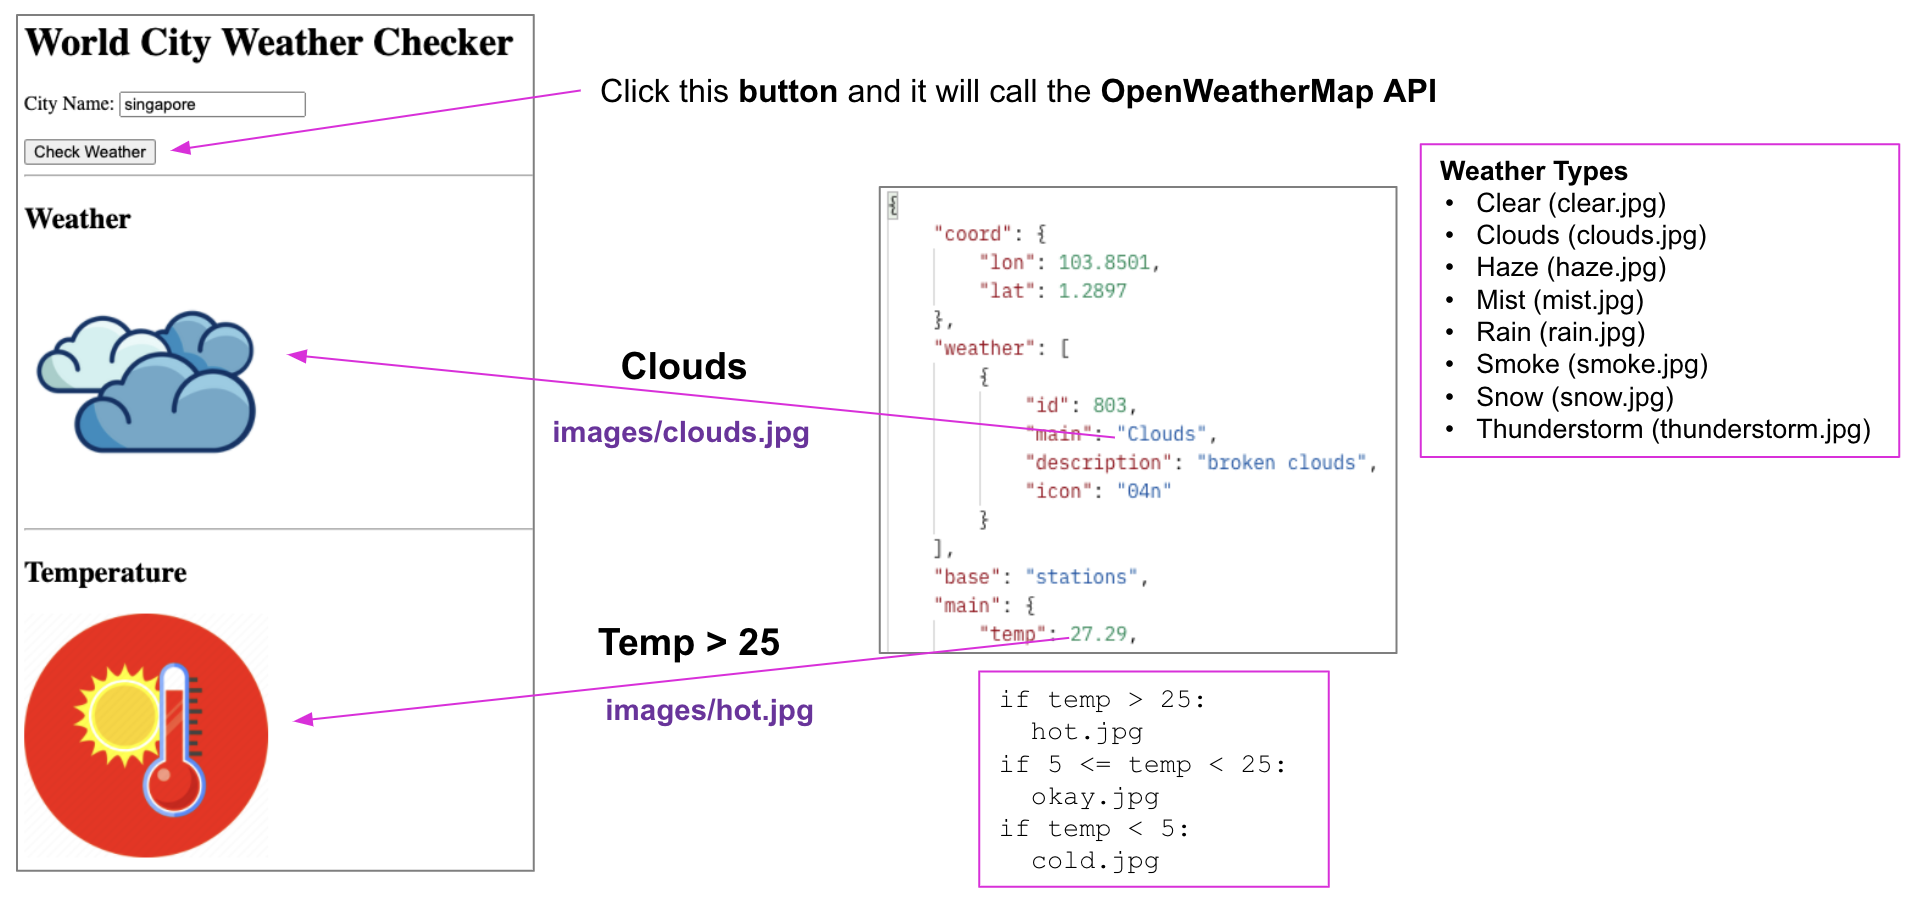 World City Weather Checker
City Name: singapore
Check Weather
Weather
Temperature
Click this button and it will call the OpenWeatherMap API
Clouds
images/clouds.jpg
Temp > 25
images/hot.jpg
{
"coord": {
"lon": 103.8501,
"lat": 1.2897
},
"weather": [
{
"id": 803,
"main": "Clouds",
"description": "broken clouds",
"icon": "04n"
}
],
"base": "stations",
"main": {
"temp": 27.29,
if temp > 25:
hot.jpg
if 5 <= temp < 25:
okay.jpg
if temp < 5:
cold.jpg
Weather Types
• Clear (clear.jpg)
• Clouds (clouds.jpg)
• Haze (haze.jpg)
• Mist (mist.jpg)
• Rain (rain.jpg)
• Smoke (smoke.jpg)
• Snow (snow.jpg)
• Thunderstorm (thunderstorm.jpg)